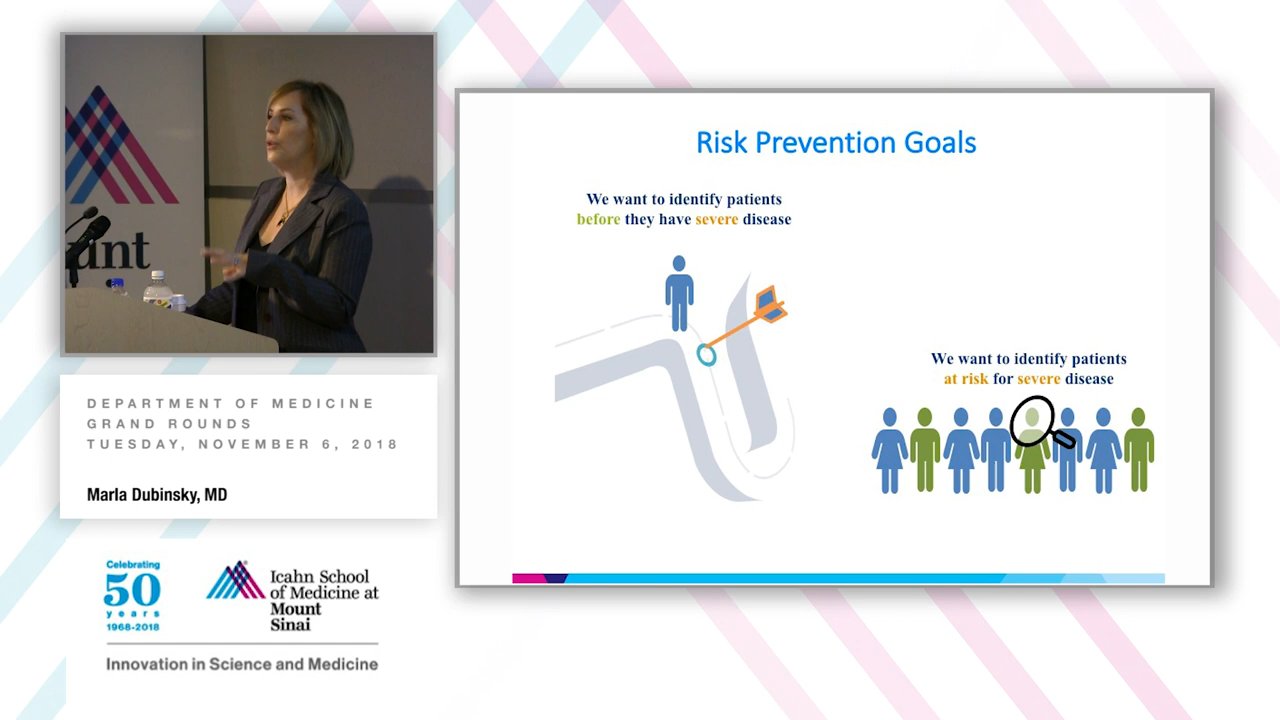 unt
DEPARTMENT OF MEDICINE
GRAND ROUNDS
TUESDAY, NOVEMBER 6, 2018
Marla Dubinsky, MD
Celebrating
50
years
1968-2018
Icahn School
of Medicine at
Mount
Sinai
Innovation in Science and Medicine
Risk Prevention Goals
We want to identify patients
before they have severe disease
We want to identify patients
at risk for severe disease